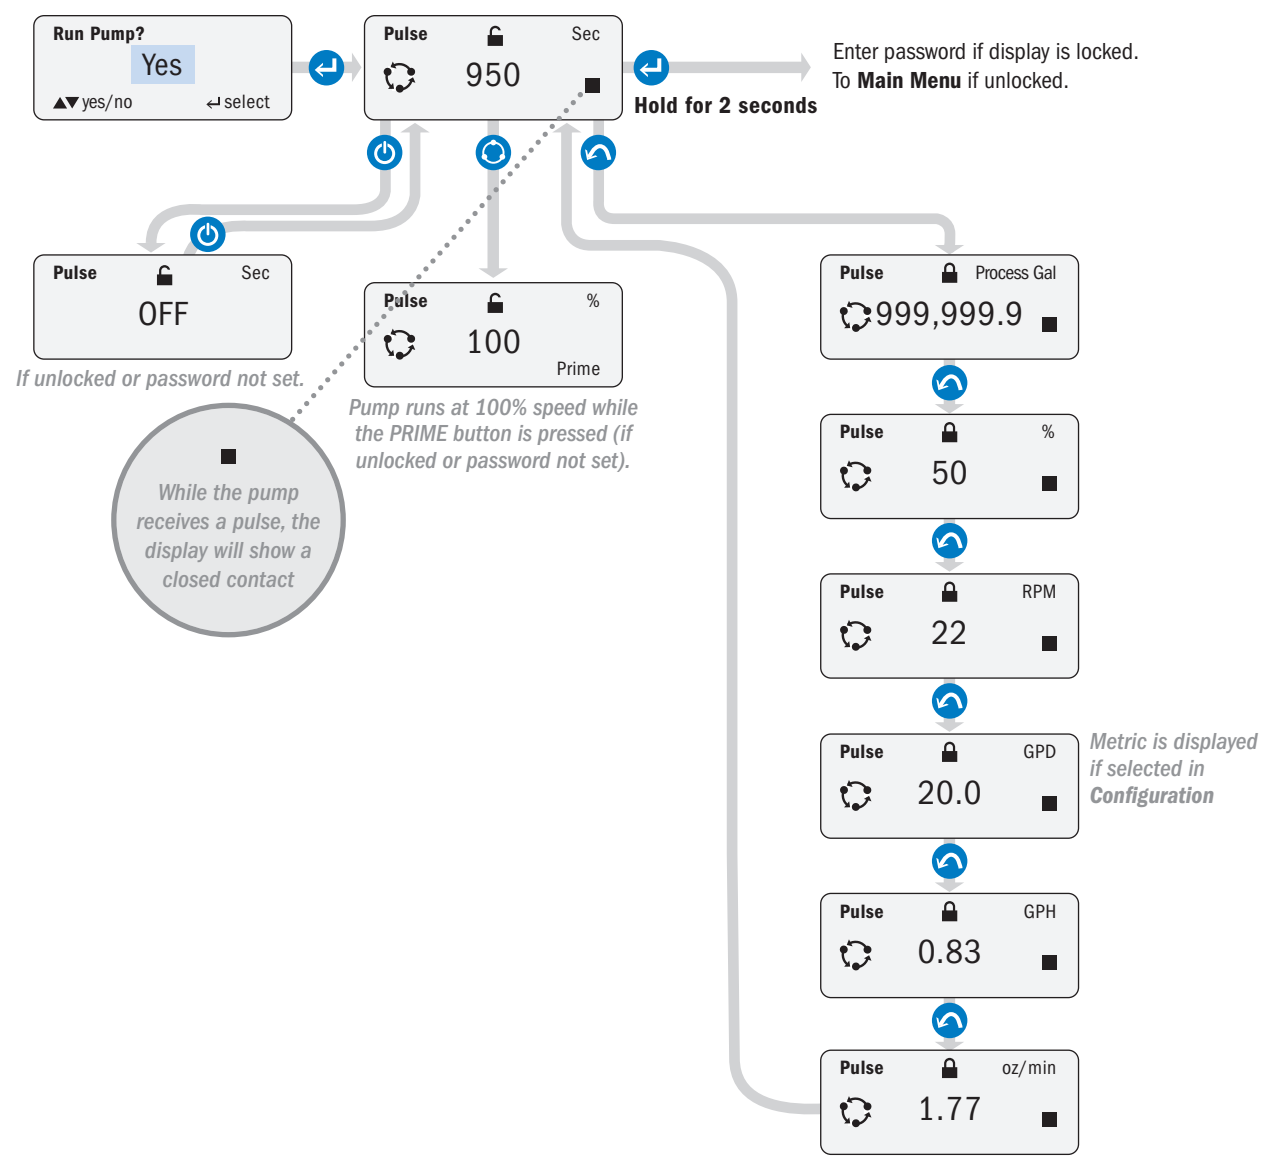 Run Pump?
Yes
▲▼ yes/no
↵ select
Pulse
Sec
950
Hold for 2 seconds
Enter password if display is locked.
To Main Menu if unlocked.
Pulse
Sec
OFF
If unlocked or password not set.
Pulse
%
100
Prime
Pump runs at 100% speed while
the PRIME button is pressed (if
unlocked or password not set).
While the pump
receives a pulse, the
display will show a
closed contact
Pulse
Process Gal
999,999.9
Pulse
%
50
Pulse
RPM
22
Pulse
GPD
20.0
Metric is displayed
if selected in
Configuration
Pulse
GPH
0.83
Pulse
oz/min
1.77